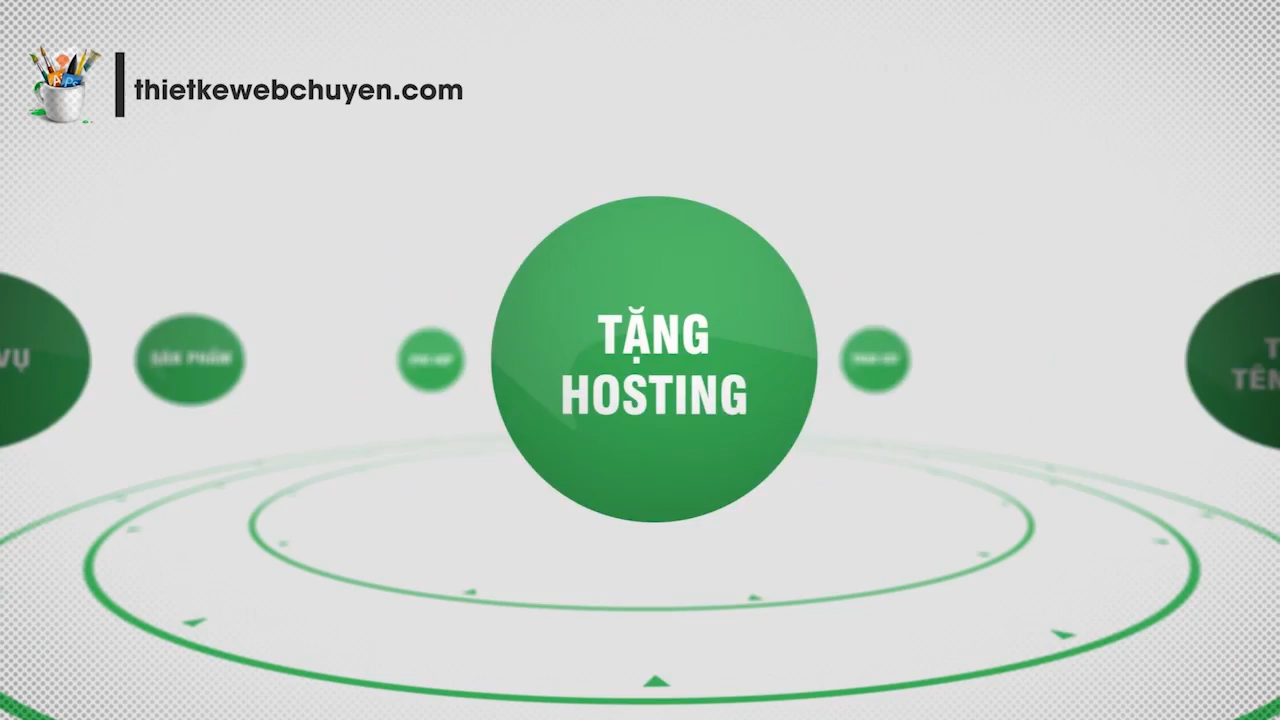 thietkewebchuyen.com
TẶNG
HOSTING
VỤ
SẢN PHẨM